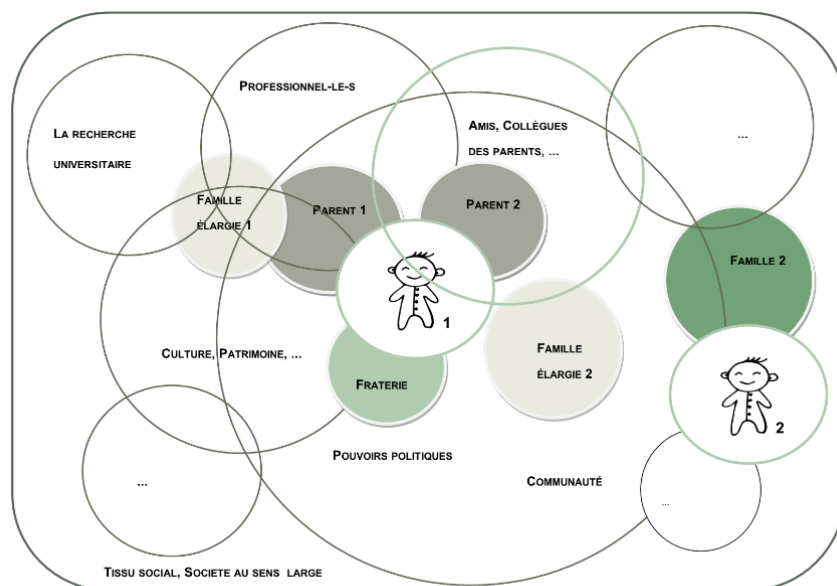 PROFESSIONNEL-LE-S
LA RECHERCHE
UNIVERSITAIRE
AMIS, COLLÈGUES
DES PARENTS, ...
...
FAMILLE
ÉLARGIE 1
PARENT 1
PARENT 2
FAMILLE 2
1
CULTURE, PATRIMOINE, ...
FAMILLE
ÉLARGIE 2
FRATERIE
2
POUVOIRS POLITIQUES
...
COMMUNAUTÉ
...
TISSU SOCIAL, SOCIETE AU SENS LARGE